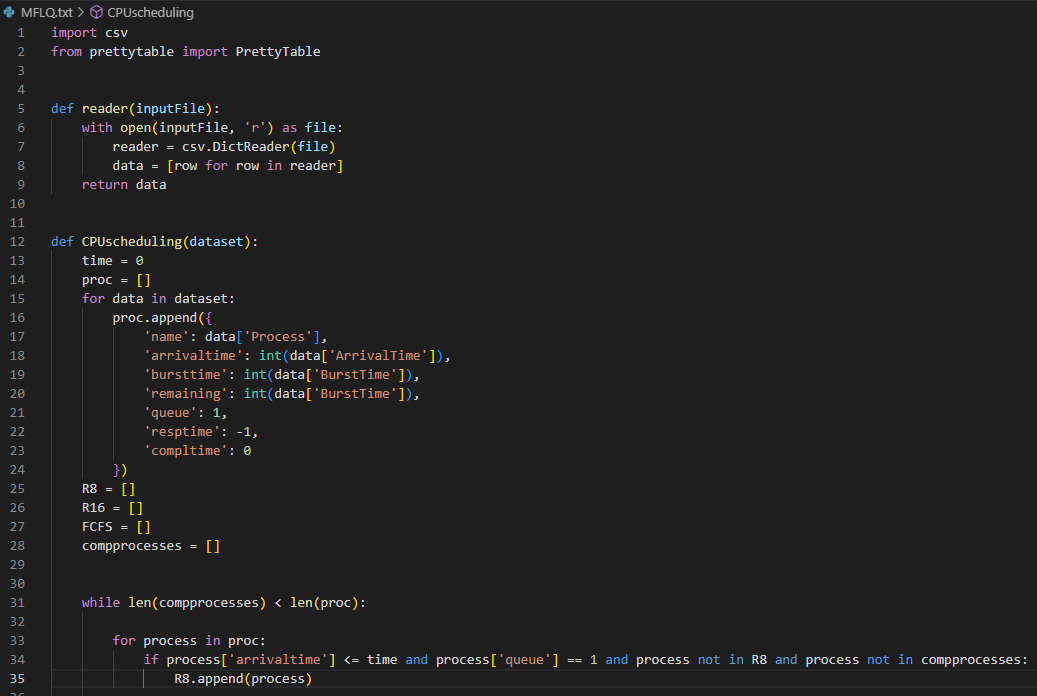 MFLQ.txt > CPUscheduling
1 import csv
2 from prettytable import PrettyTable
3
4
5 def reader(inputFile):
6     with open(inputFile, 'r') as file:
7         reader = csv.DictReader(file)
8         data = [row for row in reader]
9     return data
10
11
12 def CPUscheduling(dataset):
13     time = 0
14     proc = []
15     for data in dataset:
16         proc.append({
17             'name': data['Process'],
18             'arrivaltime': int(data['ArrivalTime']),
19             'bursttime': int(data['BurstTime']),
20             'remaining': int(data['BurstTime']),
21             'queue': 1,
22             'resptime': -1,
23             'compltime': 0
24         })
25     R8 = []
26     R16 = []
27     FCFS = []
28     compprocesses = []
29
30
31     while len(compprocesses) < len(proc):
32
33         for process in proc:
34             if process['arrivaltime'] <= time and process['queue'] == 1 and process not in R8 and process not in compprocesses:
35                 R8.append(process)